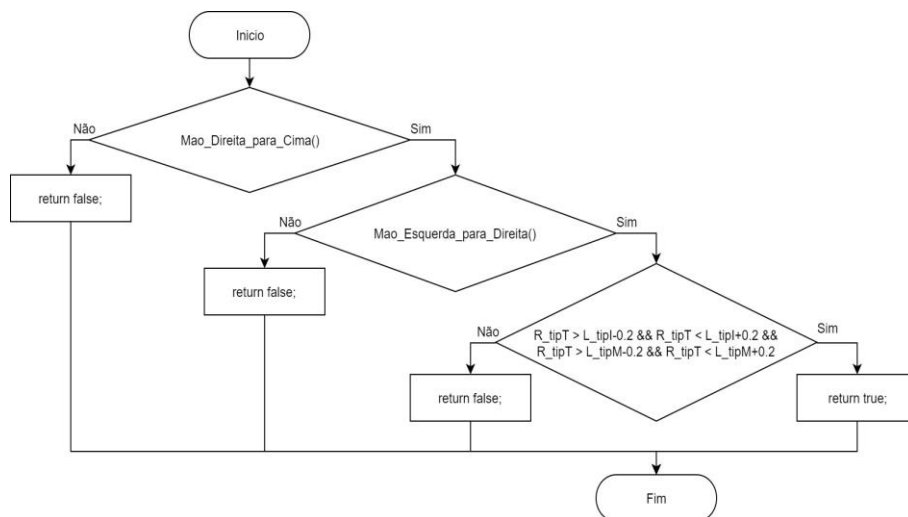 Inicio
Não
Sim
Mao_Direita_para_Cima()
return false;
Não
Sim
Mao_Esquerda_para_Direita()
return false;
Não
Sim
R_tipT > L_tipI-0.2 && R_tipT < L_tipI+0.2 &&
R_tipT > L_tipM-0.2 && R_tipT < L_tipM+0.2
return false;
return true;
Fim